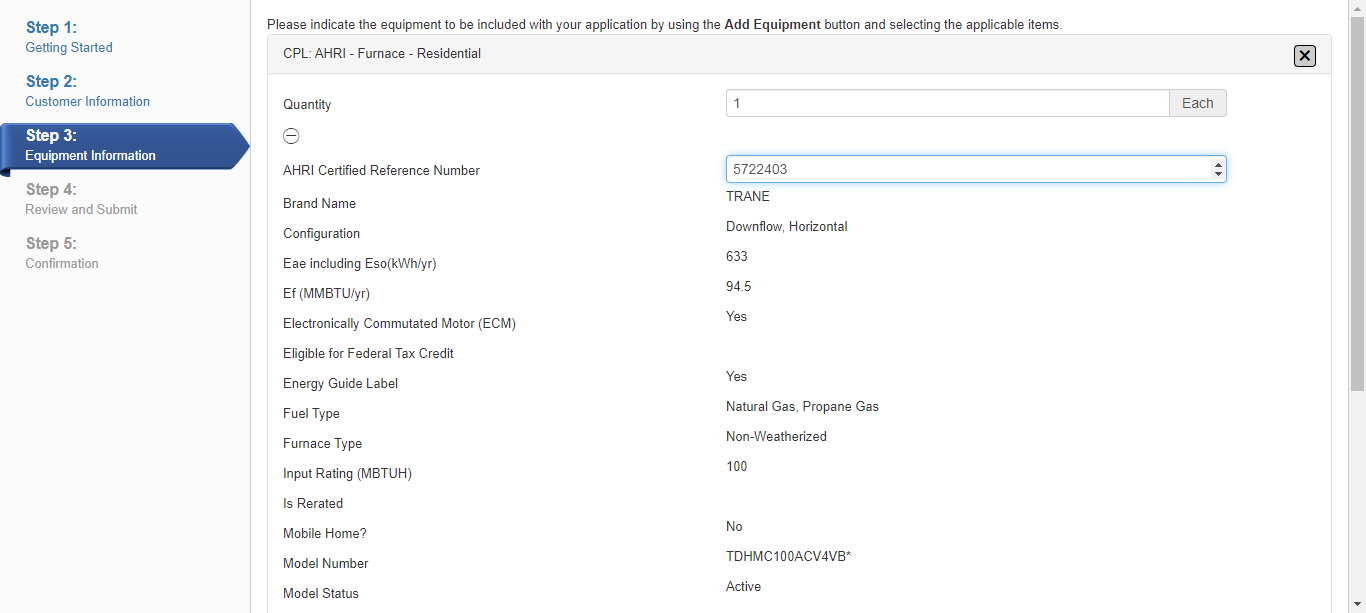 Step 1:
Getting Started
Step 2:
Customer Information
Step 3:
Equipment Information
Step 4:
Review and Submit
Step 5:
Confirmation
Please indicate the equipment to be included with your application by using the Add Equipment button and selecting the applicable items.
CPL: AHRI - Furnace - Residential
Quantity 1 Each
AHRI Certified Reference Number 5722403
Brand Name TRANE
Configuration Downflow, Horizontal
Eae including Eso(kWh/yr) 633
Ef (MMBTU/yr) 94.5
Electronically Commutated Motor (ECM) Yes
Eligible for Federal Tax Credit
Energy Guide Label Yes
Fuel Type Natural Gas, Propane Gas
Furnace Type Non-Weatherized
Input Rating (MBTUH) 100
Is Rerated
Mobile Home? No
Model Number TDHMC100ACV4VB*
Model Status Active